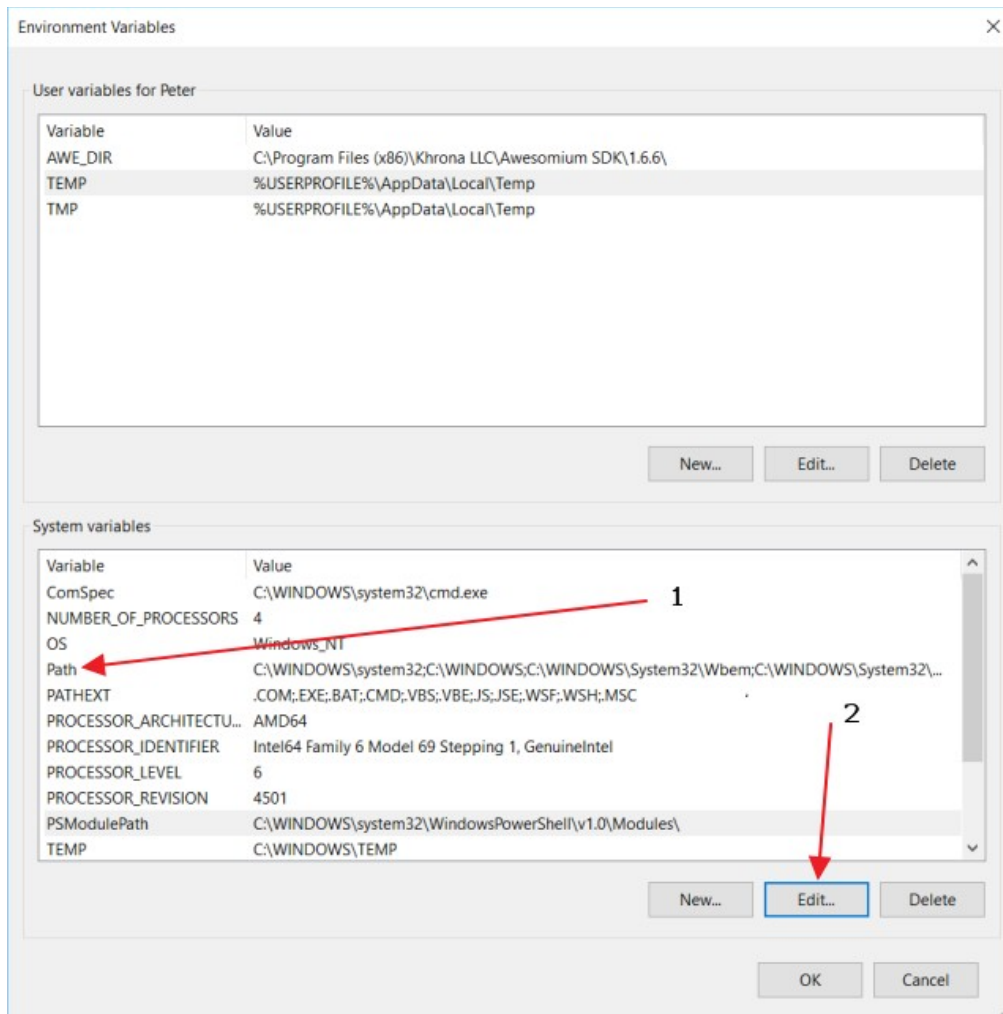 Environment Variables
User variables for Peter
Variable Value
AWE_DIR C:\Program Files (x86)\Khrona LLC\Awesomium SDK\1.6.6\
TEMP %USERPROFILE%\AppData\Local\Temp
TMP %USERPROFILE%\AppData\Local\Temp
New... Edit... Delete
System variables
Variable Value
ComSpec C:\WINDOWS\system32\cmd.exe
1
NUMBER_OF_PROCESSORS 4
OS Windows_NT
Path C:\WINDOWS\system32;C:\WINDOWS;C:\WINDOWS\System32\Wbem;C:\WINDOWS\System32\...
PATHEXT .COM;.EXE;.BAT;.CMD;.VBS;.VBE;.JS;.JSE;.WSF;.WSH;.MSC
2
PROCESSOR_ARCHITECTU... AMD64
PROCESSOR_IDENTIFIER Intel64 Family 6 Model 69 Stepping 1, GenuineIntel
PROCESSOR_LEVEL 6
PROCESSOR_REVISION 4501
PSModulePath C:\WINDOWS\system32\WindowsPowerShell\v1.0\Modules\
TEMP C:\WINDOWS\TEMP
New... Edit... Delete
OK Cancel